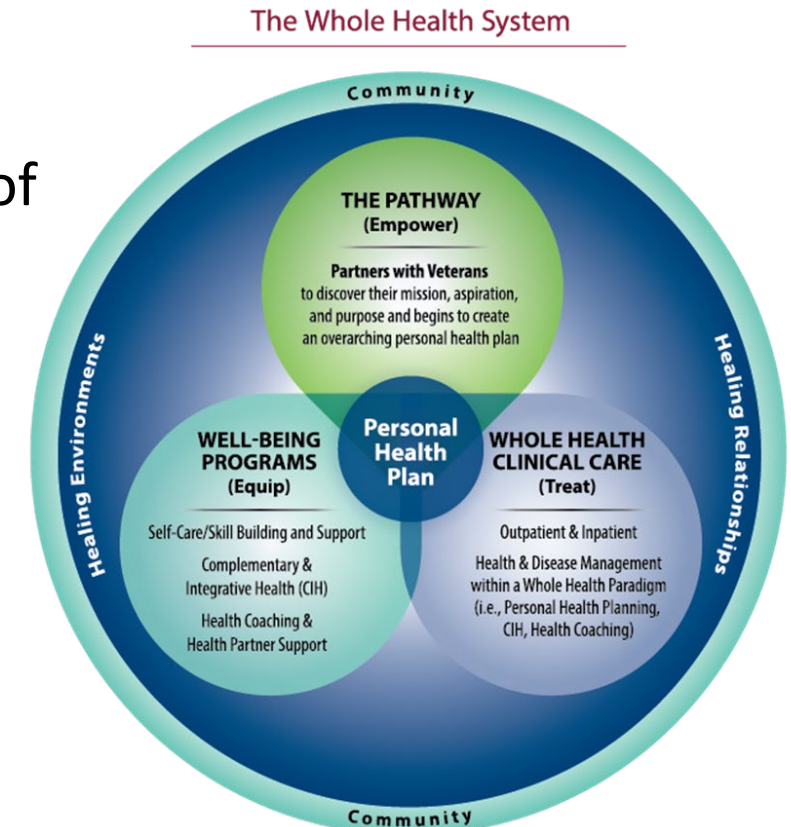 The Whole Health System
of
Community
THE PATHWAY
(Empower)
Partners with Veterans
to discover their mission, aspiration,
and purpose and begins to create
an overarching personal health plan
Healing Environments
Healing Relationships
Personal
Health
Plan
WELL-BEING
PROGRAMS
(Equip)
Self-Care/Skill Building and Support
Complementary &
Integrative Health (CIH)
Health Coaching &
Health Partner Support
WHOLE HEALTH
CLINICAL CARE
(Treat)
Outpatient & Inpatient
Health & Disease Management
within a Whole Health Paradigm
(i.e., Personal Health Planning,
CIH, Health Coaching)
Community